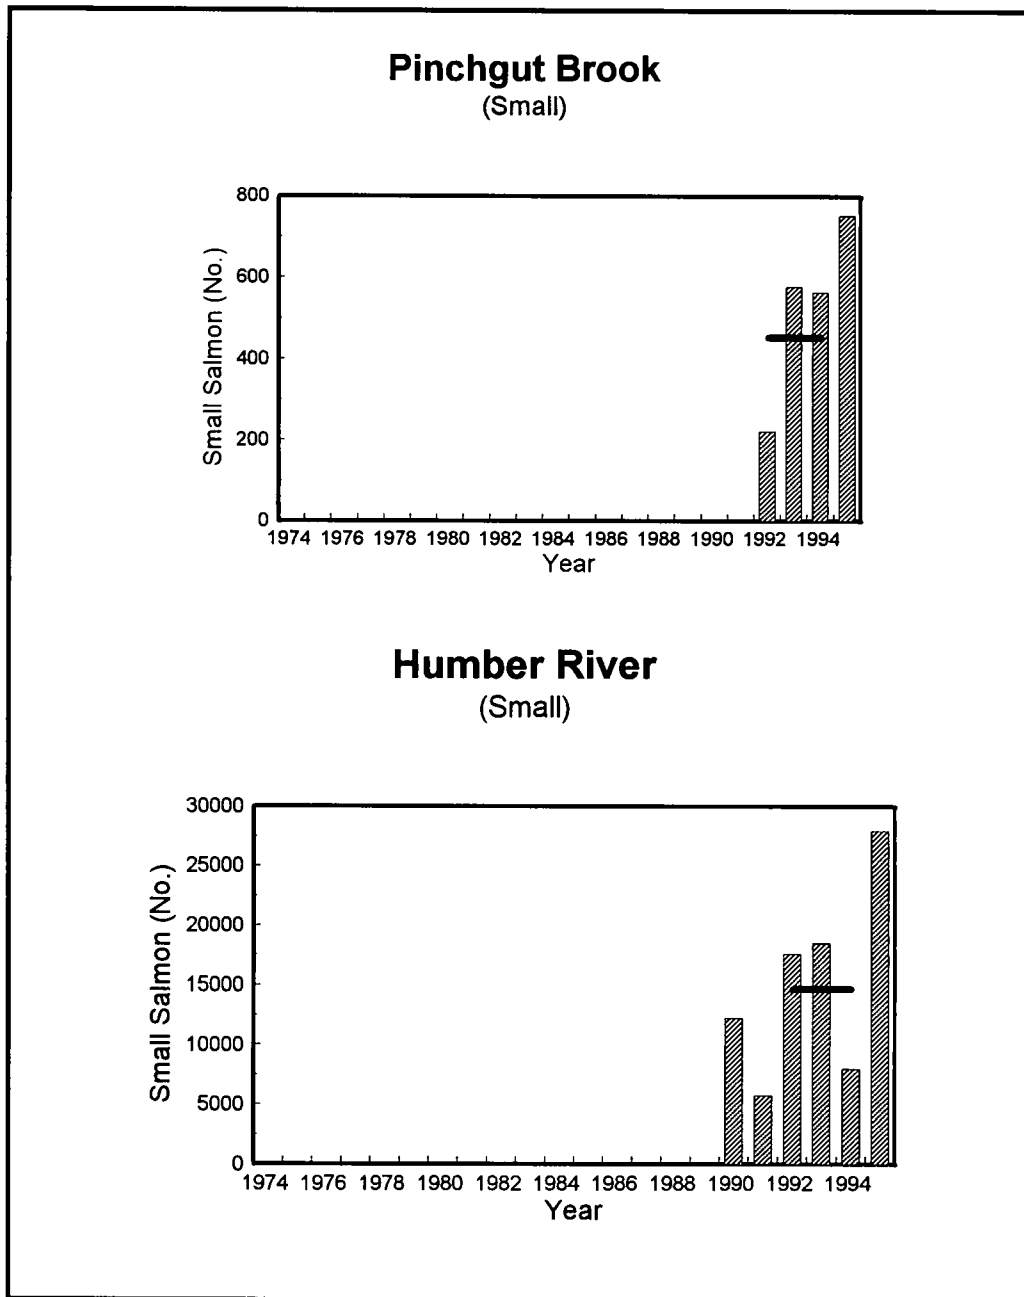 Pinchgut Brook
(Small)
800
600
400
200
0
Small Salmon (No.)
1974 1976 1978 1980 1982 1984 1986 1988 1990 1992 1994
Year
Humber River
(Small)
30000
25000
20000
15000
10000
5000
0
Small Salmon (No.)
1974 1976 1978 1980 1982 1984 1986 1988 1990 1992 1994
Year